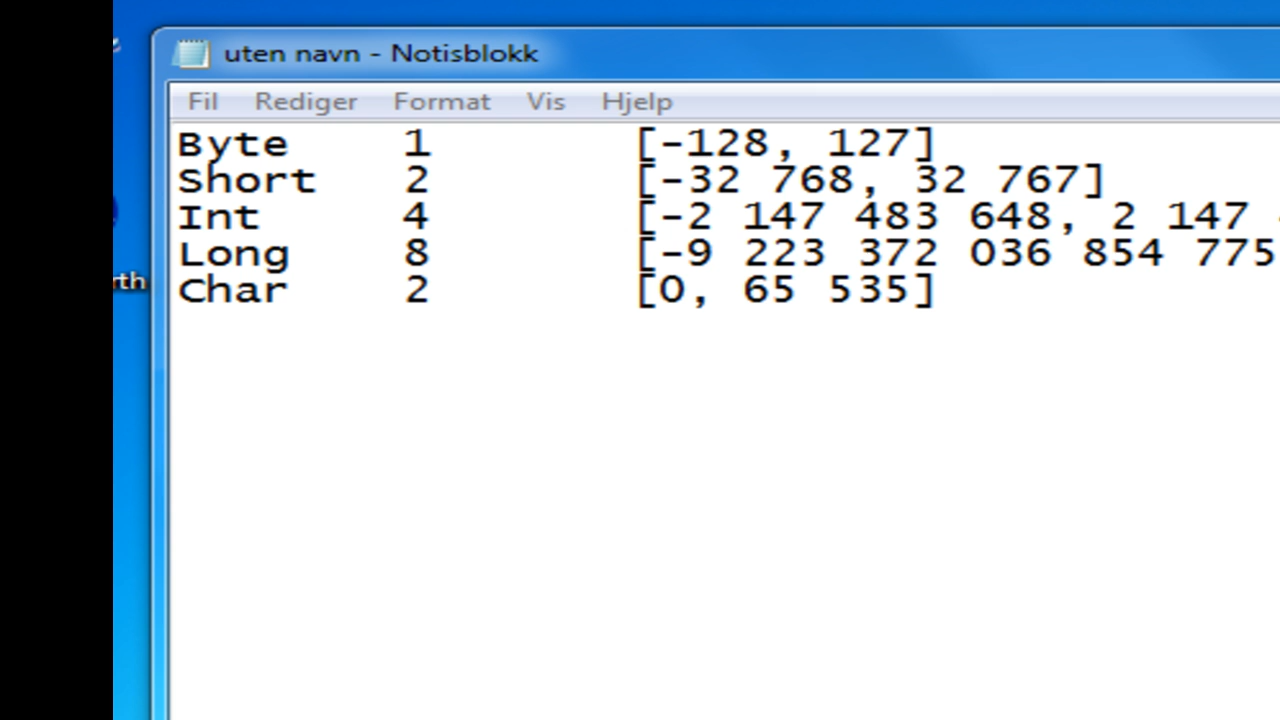 uten navn - Notisblokk
Fil Rediger Format Vis Hjelp
Byte 1 [-128, 127]
Short 2 [-32 768, 32 767]
Int 4 [-2 147 483 648, 2 147
Long 8 [-9 223 372 036 854 775
Char 2 [0, 65 535]
rth